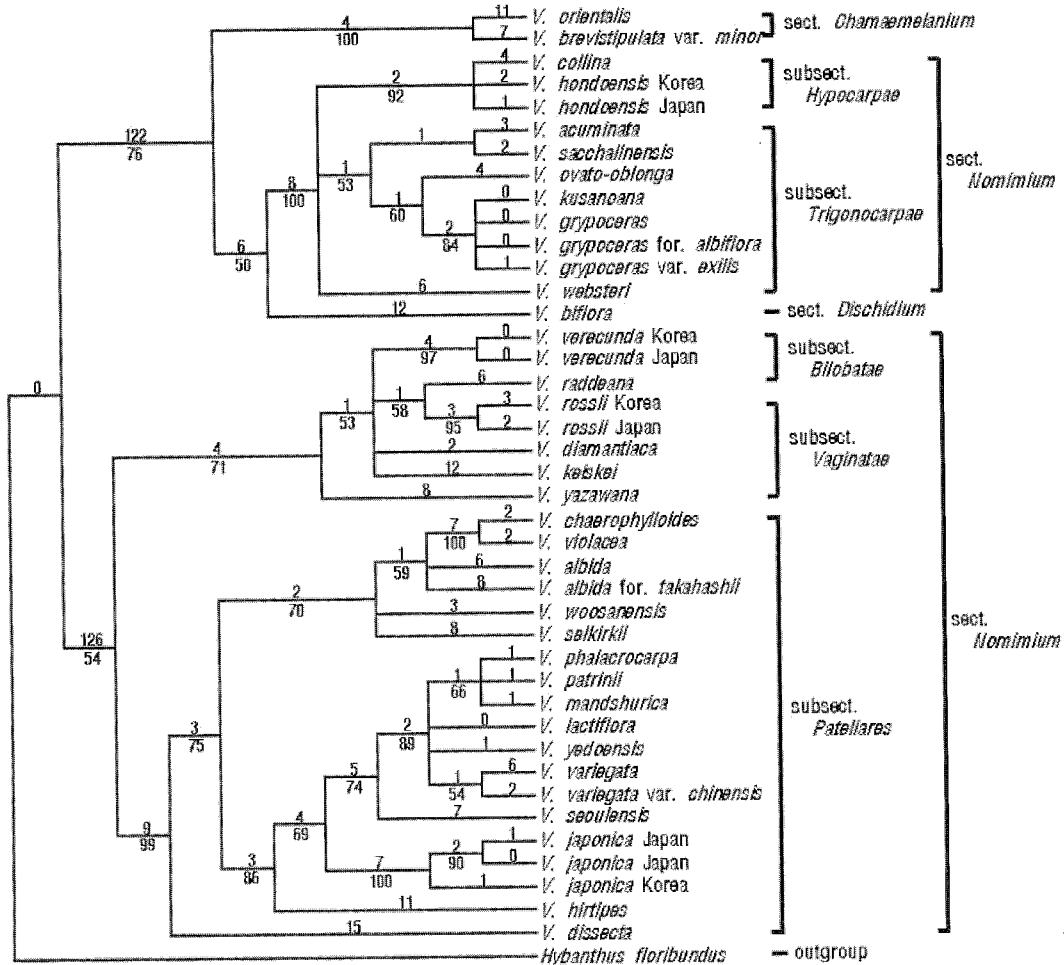 11
V. orientalis
4
100
7
V. brevistipulata var. minor
sect. Chamaemelanium
4
V. collina
2
92
2
V. hondoensis Korea
1
V. hondoensis Japan
subsect.
Hypocarpae
122
76
3
V. acuminata
1
2
V. sacchalinensis
1
53
4
V. ovato-oblonga
8
100
1
60
0
V. kusanoana
0
V. grypoceras
2
84
0
V. grypoceras for. albiflora
1
V. grypoceras var. exilis
6
V. websteri
subsect.
Trigonocarpae
sect.
Nomimium
6
50
12
V. biflora
sect. Dischidium
0
0
V. verecunda Korea
4
97
0
V. verecunda Japan
subsect.
Bilobatae
6
V. raddeana
1
53
1
58
3
V. rossii Korea
3
95
2
V. rossii Japan
2
V. diamantiaca
12
V. keiskei
8
V. yazawana
subsect.
Vaginatae
4
71
2
V. chaerophylloides
7
100
2
V. violacea
1
59
6
V. albida
8
V. albida for. takahashii
2
70
3
V. woosanensis
8
V. selkirkii
sect.
Nomimium
126
54
1
V. phalacrocarpa
1
66
1
V. patrinii
1
V. mandshurica
subsect.
Patellares
2
89
0
V. lactiflora
1
V. yedoensis
3
75
5
74
1
54
6
V. variegata
2
V. variegata var. chinensis
7
V. seoulensis
9
99
4
69
1
V. japonica Japan
2
90
0
V. japonica Japan
3
86
7
100
1
V. japonica Korea
11
V. hirtipes
15
V. dissecta
Hybanthus floribundus
outgroup